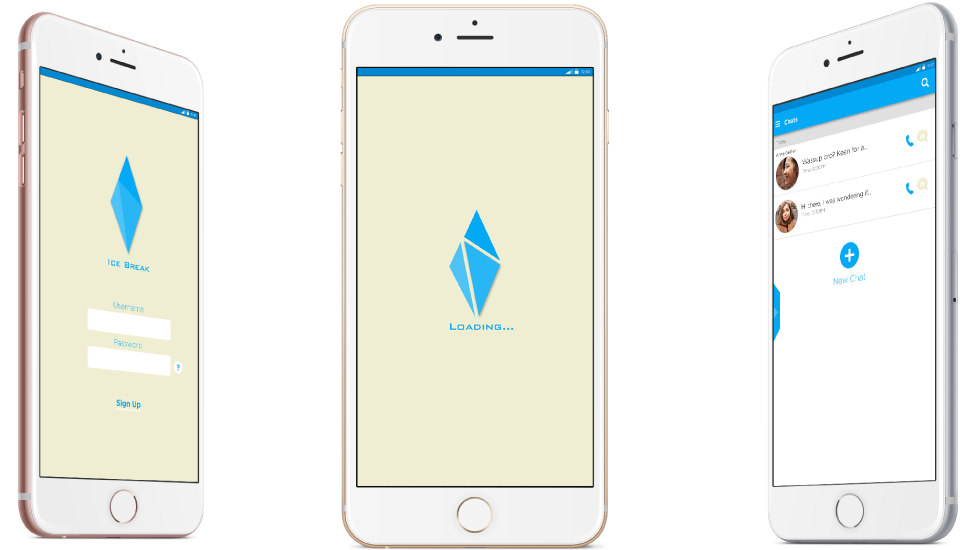 Ice Break
Username
Password
?
Sign Up
Loading...
Chats
Wassup bro? Keen for a...
Hi there, I was wondering if...
New Chat